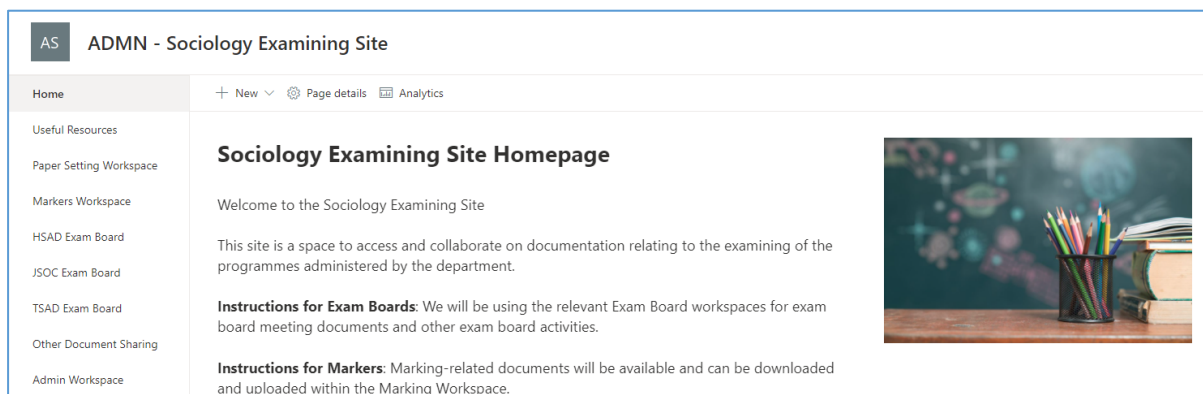 AS
ADMN - Sociology Examining Site
Home
New
Page details
Analytics
Useful Resources
Paper Setting Workspace
Markers Workspace
HSAD Exam Board
JSOC Exam Board
TSAD Exam Board
Other Document Sharing
Admin Workspace
Sociology Examining Site Homepage
Welcome to the Sociology Examining Site
This site is a space to access and collaborate on documentation relating to the examining of the
programmes administered by the department.
Instructions for Exam Boards: We will be using the relevant Exam Board workspaces for exam
board meeting documents and other exam board activities.
Instructions for Markers: Marking-related documents will be available and can be downloaded
and uploaded within the Marking Workspace.